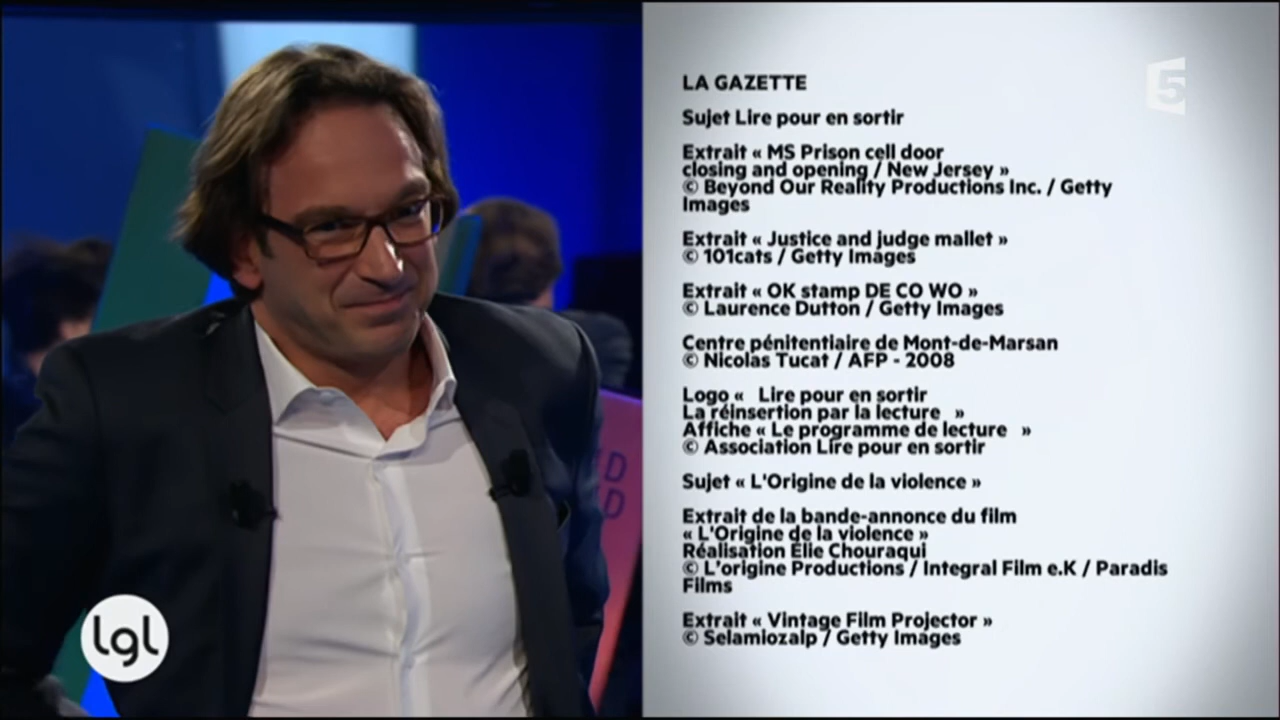 LA GAZETTE
Sujet Lire pour en sortir
Extrait « MS Prison cell door
closing and opening / New Jersey »
© Beyond Our Reality Productions Inc. / Getty
Images
Extrait « Justice and judge mallet »
© 101cats / Getty Images
Extrait « OK stamp DE CO WO »
© Laurence Dutton / Getty Images
Centre pénitentiaire de Mont-de-Marsan
© Nicolas Tucat / AFP - 2008
Logo « Lire pour en sortir
La réinsertion par la lecture »
Affiche « Le programme de lecture »
© Association Lire pour en sortir
Sujet « L'Origine de la violence »
Extrait de la bande-annonce du film
« L'Origine de la violence »
Réalisation Élie Chouraqui
© L'origine Productions / Integral Film e.K / Paradis
Films
Extrait « Vintage Film Projector »
© Selamiozalp / Getty Images
5
lgl